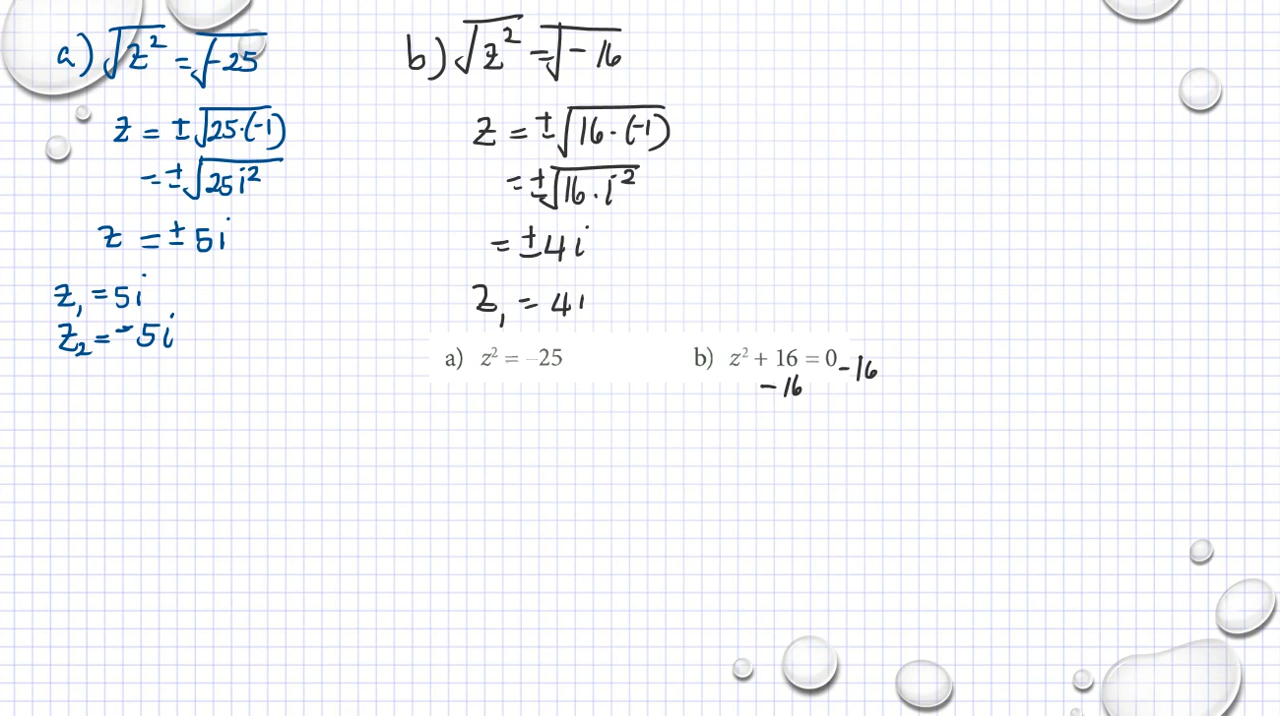 a) √z² = √-25
z = ±√25·(-1)
= ±√25i²
z = ±5i
z₁ = 5i
z₂ = -5i
b) √z² = √-16
z = ±√16·(-1)
= ±√16·i²
= ±4i
z₁ = 4i
a) z² = −25
b) z² + 16 = 0 -16
-16